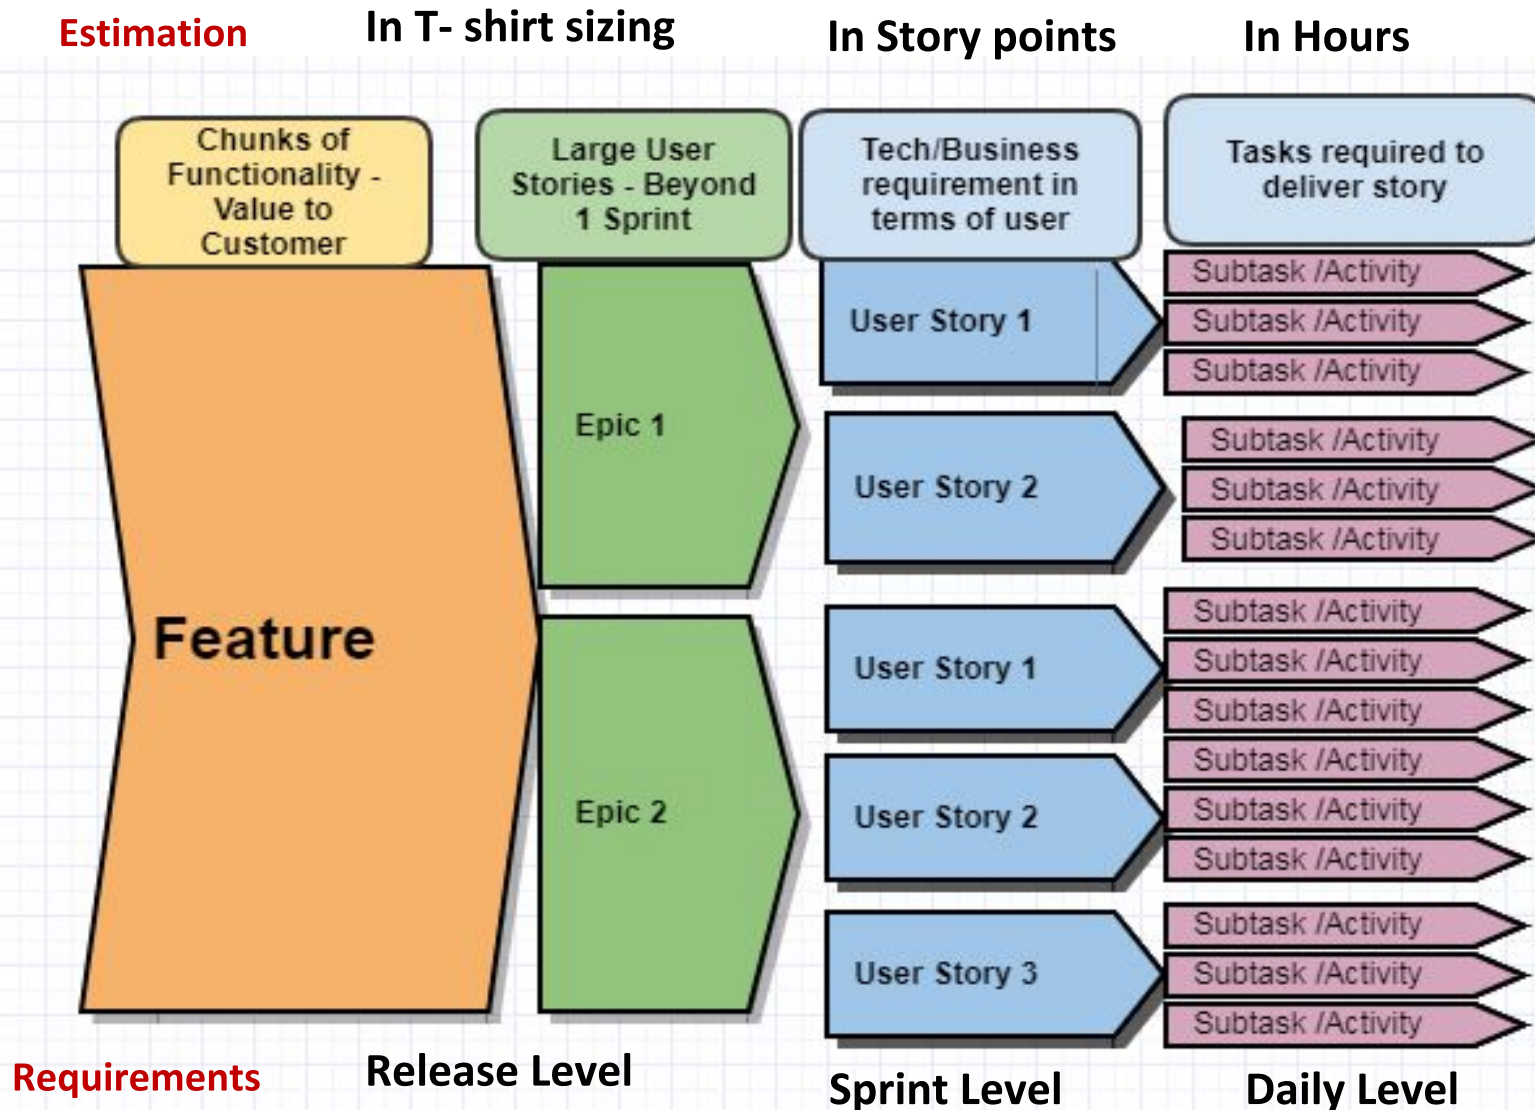 Estimation
In T- shirt sizing
In Story points
In Hours
Chunks of
Functionality -
Value to
Customer
Large User
Stories - Beyond
1 Sprint
Tech/Business
requirement in
terms of user
Tasks required to
deliver story
Feature
Epic 1
User Story 1
Subtask /Activity
Subtask /Activity
Subtask /Activity
User Story 2
Subtask /Activity
Subtask /Activity
Subtask /Activity
Epic 2
User Story 1
Subtask /Activity
Subtask /Activity
Subtask /Activity
User Story 2
Subtask /Activity
Subtask /Activity
Subtask /Activity
User Story 3
Subtask /Activity
Subtask /Activity
Subtask /Activity
Requirements
Release Level
Sprint Level
Daily Level